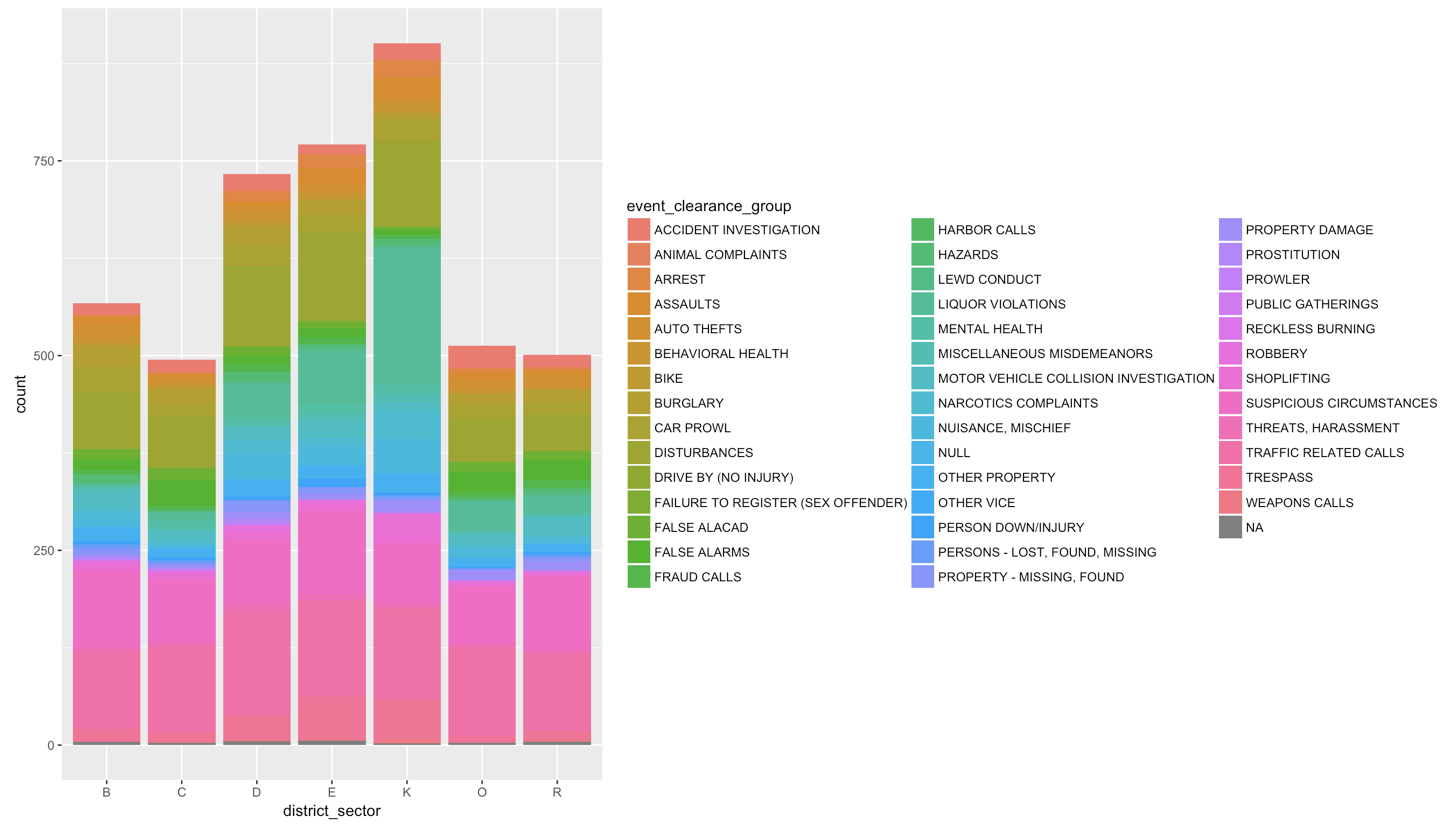 750
500
250
0
count
B C D E K O R
district_sector
event_clearance_group
ACCIDENT INVESTIGATION
ANIMAL COMPLAINTS
ARREST
ASSAULTS
AUTO THEFTS
BEHAVIORAL HEALTH
BIKE
BURGLARY
CAR PROWL
DISTURBANCES
DRIVE BY (NO INJURY)
FAILURE TO REGISTER (SEX OFFENDER)
FALSE ALACAD
FALSE ALARMS
FRAUD CALLS
HARBOR CALLS
HAZARDS
LEWD CONDUCT
LIQUOR VIOLATIONS
MENTAL HEALTH
MISCELLANEOUS MISDEMEANORS
MOTOR VEHICLE COLLISION INVESTIGATION
NARCOTICS COMPLAINTS
NUISANCE, MISCHIEF
NULL
OTHER PROPERTY
OTHER VICE
PERSON DOWN/INJURY
PERSONS - LOST, FOUND, MISSING
PROPERTY - MISSING, FOUND
PROPERTY DAMAGE
PROSTITUTION
PROWLER
PUBLIC GATHERINGS
RECKLESS BURNING
ROBBERY
SHOPLIFTING
SUSPICIOUS CIRCUMSTANCES
THREATS, HARASSMENT
TRAFFIC RELATED CALLS
TRESPASS
WEAPONS CALLS
NA